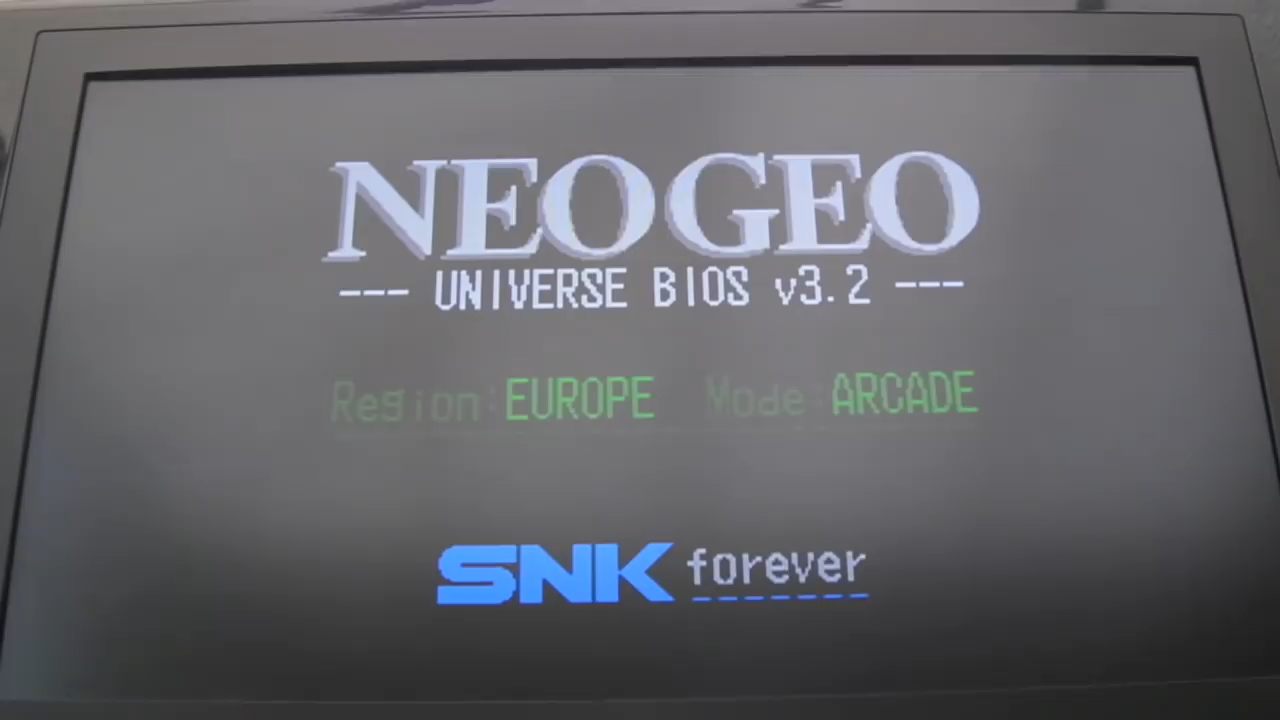 NEOGEO
--- UNIVERSE BIOS v3.2 ---
Region:EUROPE Mode:ARCADE
SNK forever